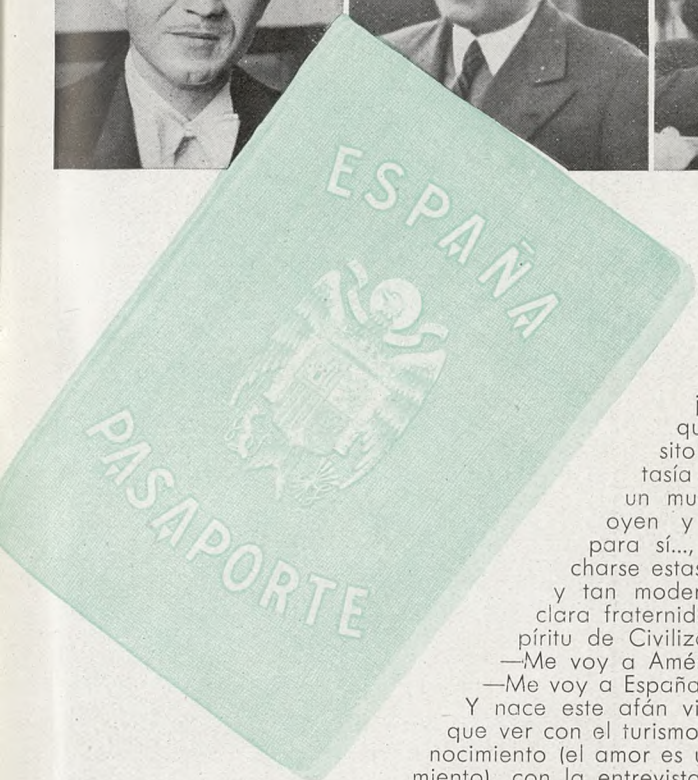 ESPAÑA
PASAPORTE
qu
sito
tasía
un mu
oyen y
para sí...,
charse estas
y tan moder
clara fraternid
píritu de Civiliz
—Me voy a Amé
—Me voy a España
Y nace este afán vi
que ver con el turismo
nocimiento (el amor es
miento), con la entrevista